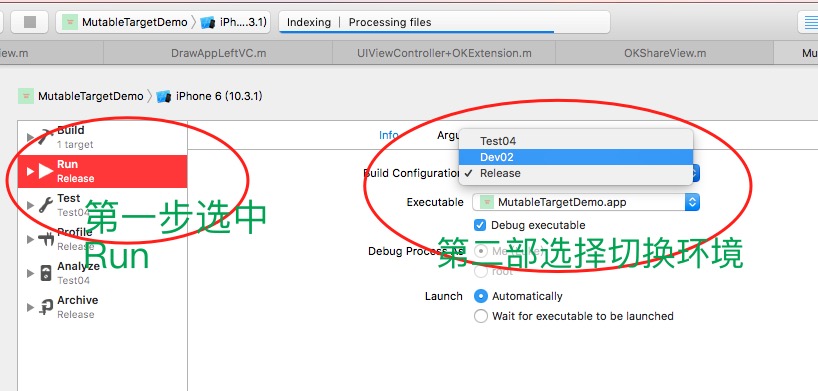 MutableTargetDemo
iPh....3.1)
Indexing | Processing files
iew.m
DrawAppLeftVC.m
UIViewController+OKExtension.m
OKShareView.m
Mu
MutableTargetDemo
iPhone 6 (10.3.1)
Build
1 target
Run
Release
Test
Test04
Profile
Release
Analyze
Test04
Archive
Release
第一步选中
Run
Info
Argu
Test04
Dev02
Release
Build Configuration
Executable
MutableTargetDemo.app
Debug executable
Debug Process As
Me
root
第二部选择切换环境
Launch
Automatically
Wait for executable to be launched